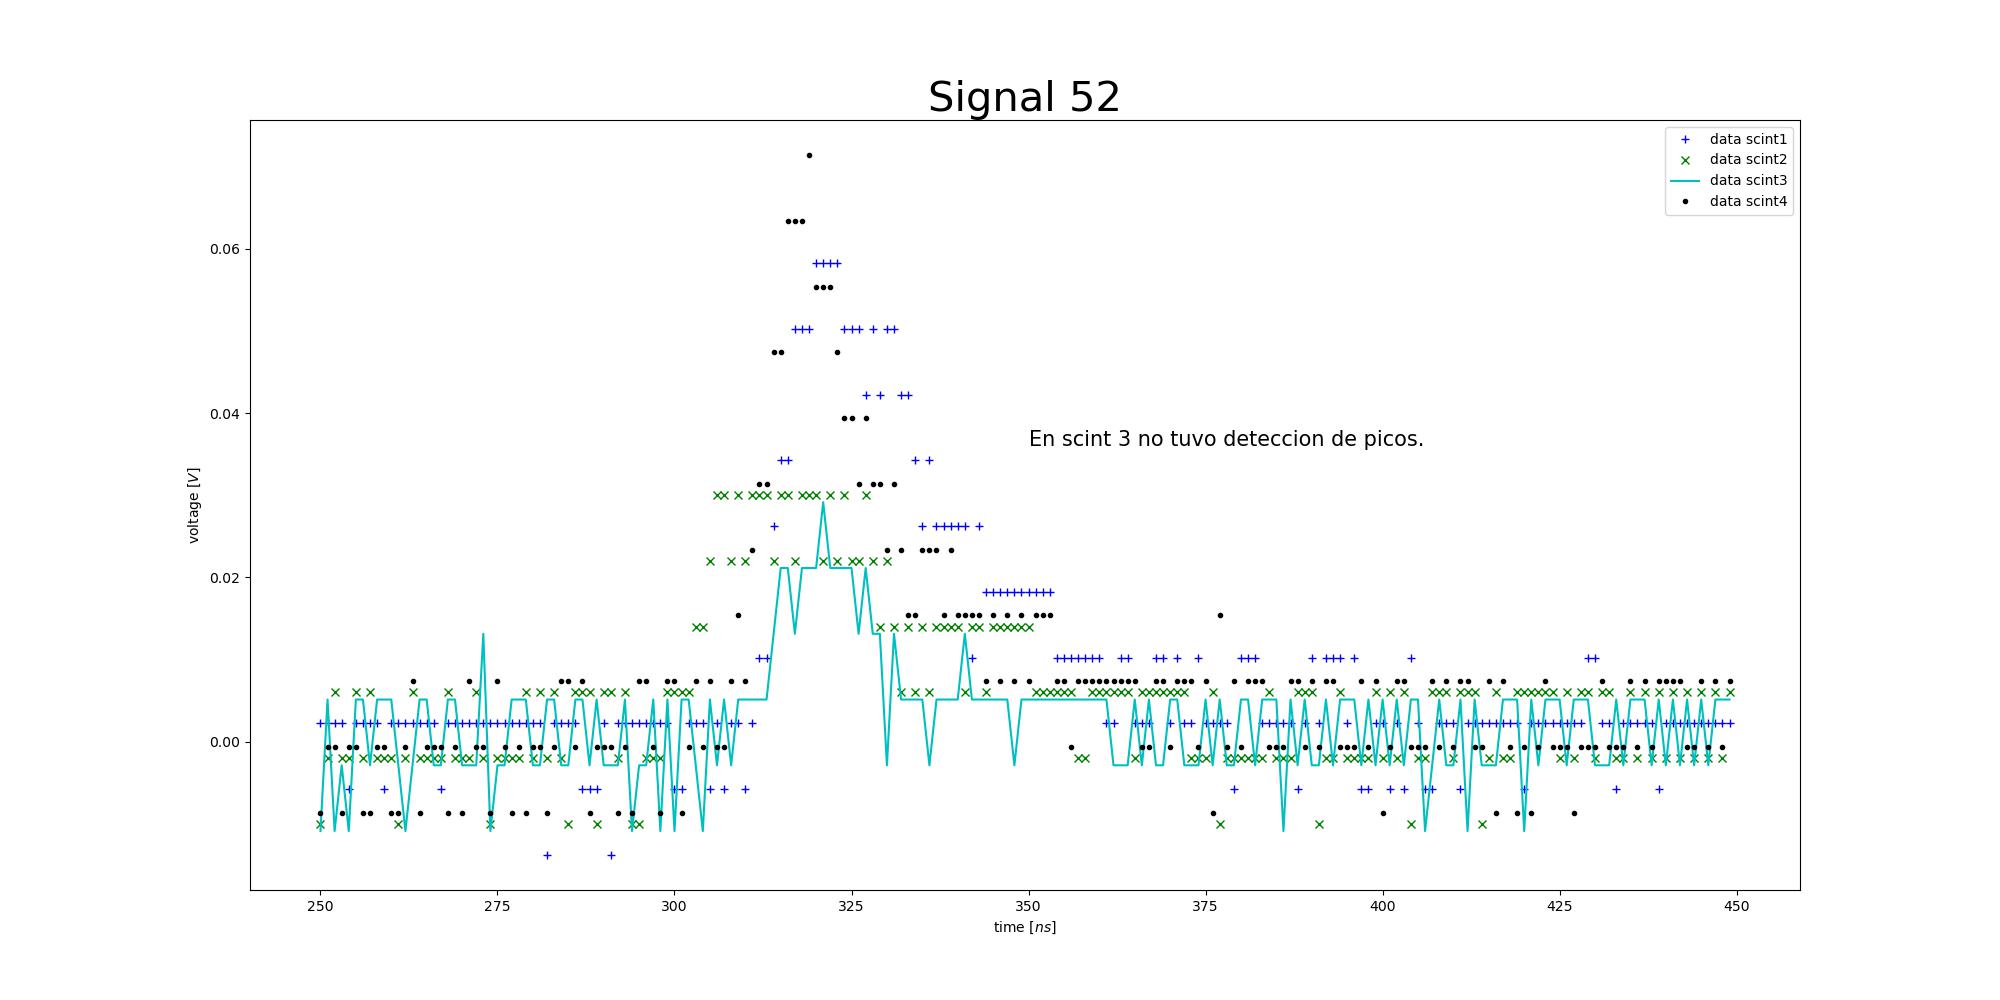 Signal 52
data scint1
data scint2
data scint3
data scint4
0.06
0.04
0.02
0.00
voltage [V]
En scint 3 no tuvo deteccion de picos.
250 275 300 325 350 375 400 425 450
time [ns]